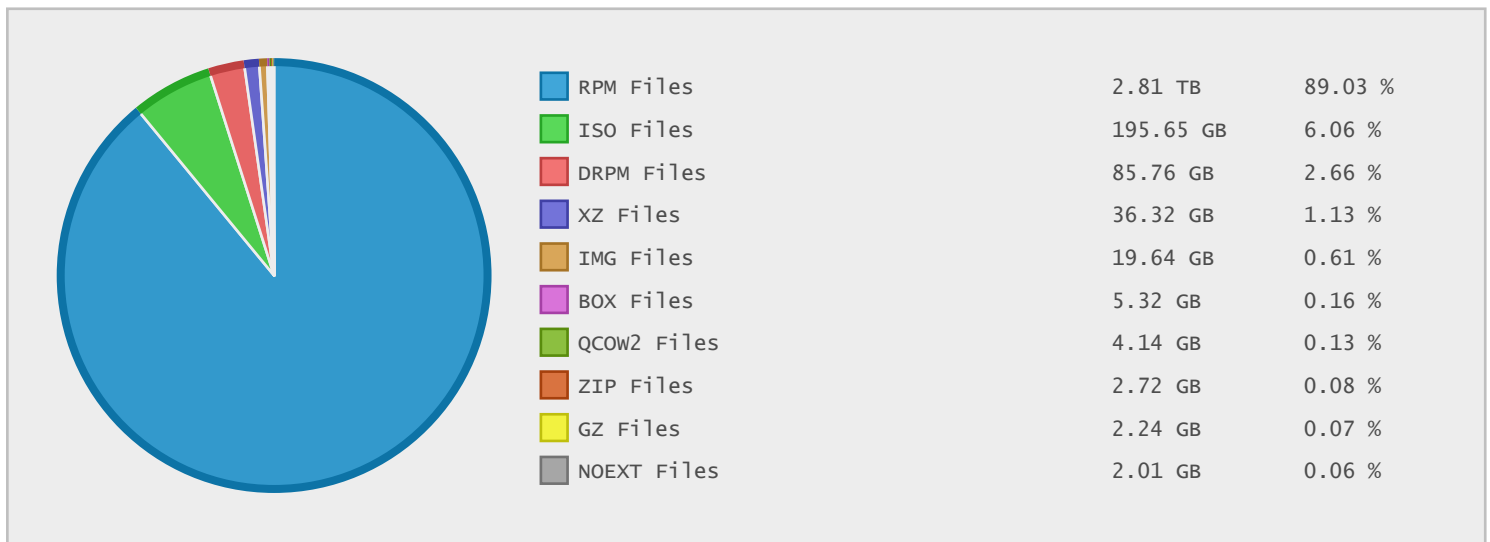 RPM Files 2.81 TB 89.03 %
ISO Files 195.65 GB 6.06 %
DRPM Files 85.76 GB 2.66 %
XZ Files 36.32 GB 1.13 %
IMG Files 19.64 GB 0.61 %
BOX Files 5.32 GB 0.16 %
QCOW2 Files 4.14 GB 0.13 %
ZIP Files 2.72 GB 0.08 %
GZ Files 2.24 GB 0.07 %
NOEXT Files 2.01 GB 0.06 %